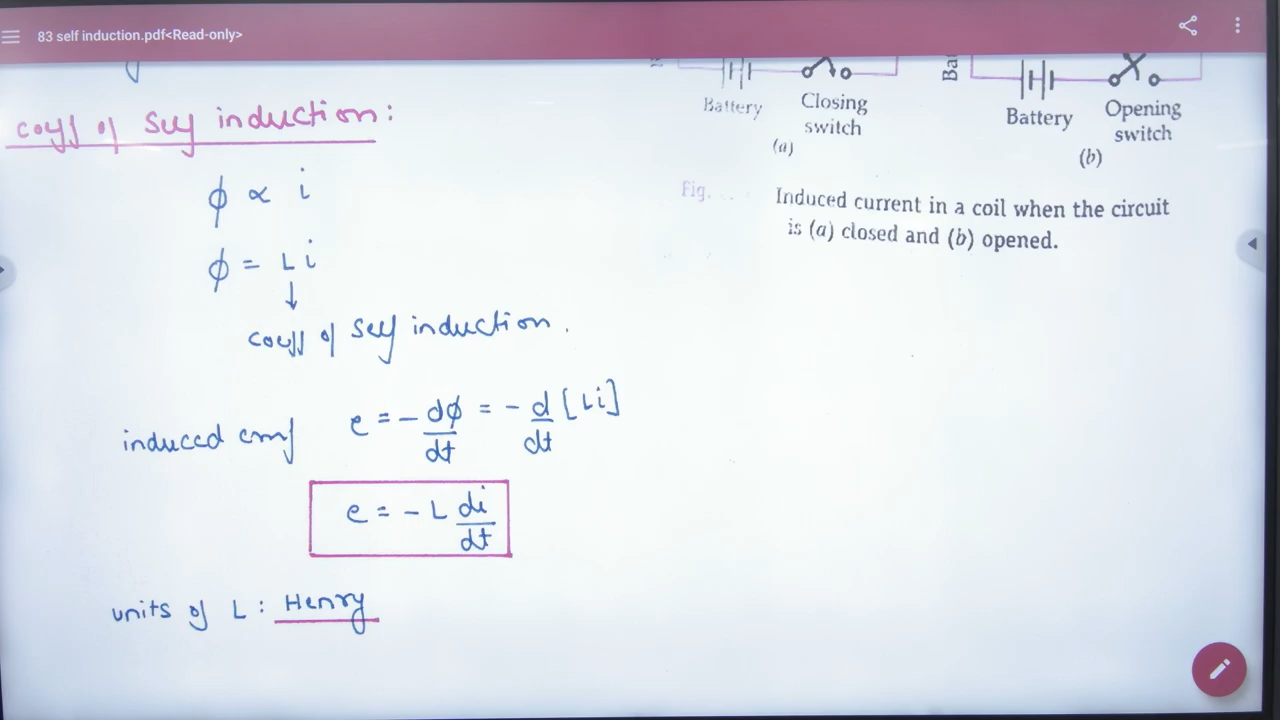 83 self induction.pdf<Read-only>
coeff of self induction:
ϕ ∝ i
ϕ = Li
↓
coeff of self induction.
induced emf e = - dϕ/dt = - d/dt [Li]
e = - L di/dt
units of L : Henry
Battery
Closing
switch
(a)
Battery
Opening
switch
(b)
Fig.
Induced current in a coil when the circuit
is (a) closed and (b) opened.